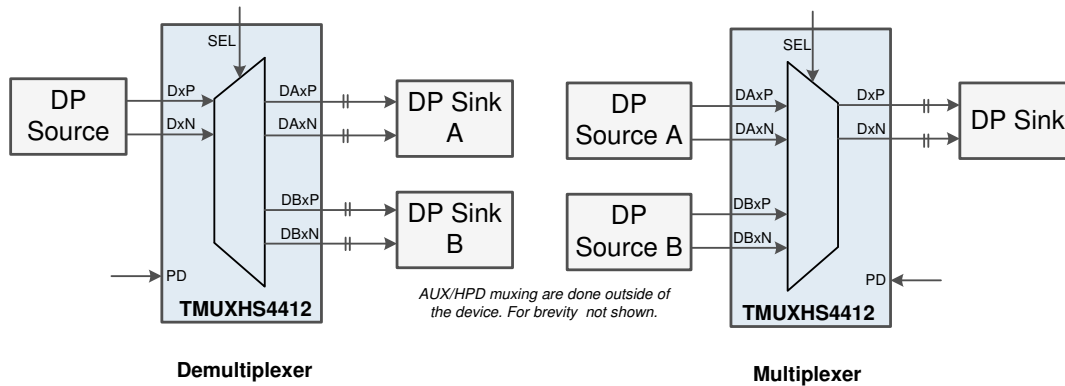 SEL
DP
Source
DxP
DxN
DAxP
DAxN
DP Sink
A
DBxP
DBxN
DP Sink
B
PD
TMUXHS4412
Demultiplexer
AUX/HPD muxing are done outside of
the device. For brevity not shown.
SEL
DP
Source A
DAxP
DAxN
DP
Source B
DBxP
DBxN
DxP
DxN
DP Sink
PD
TMUXHS4412
Multiplexer